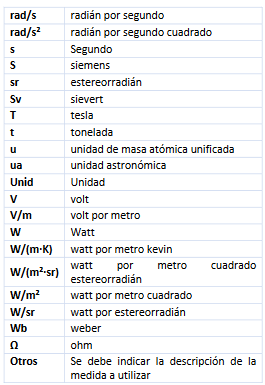 rad/s radián por segundo
rad/s² radián por segundo cuadrado
s Segundo
S siemens
sr estereorradián
Sv sievert
T tesla
t tonelada
u unidad de masa atómica unificada
ua unidad astronómica
Unid Unidad
V volt
V/m volt por metro
W Watt
W/(m·K) watt por metro kevin
W/(m²·sr) watt por metro cuadrado
estereorradián
W/m² watt por metro cuadrado
W/sr watt por estereorradián
Wb weber
Ω ohm
Otros Se debe indicar la descripción de la
medida a utilizar